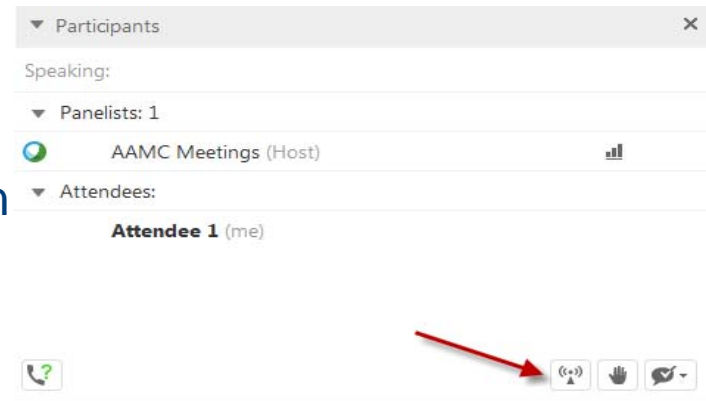 Participants
Speaking:
Panelists: 1
AAMC Meetings (Host)
Attendees:
Attendee 1 (me)
?